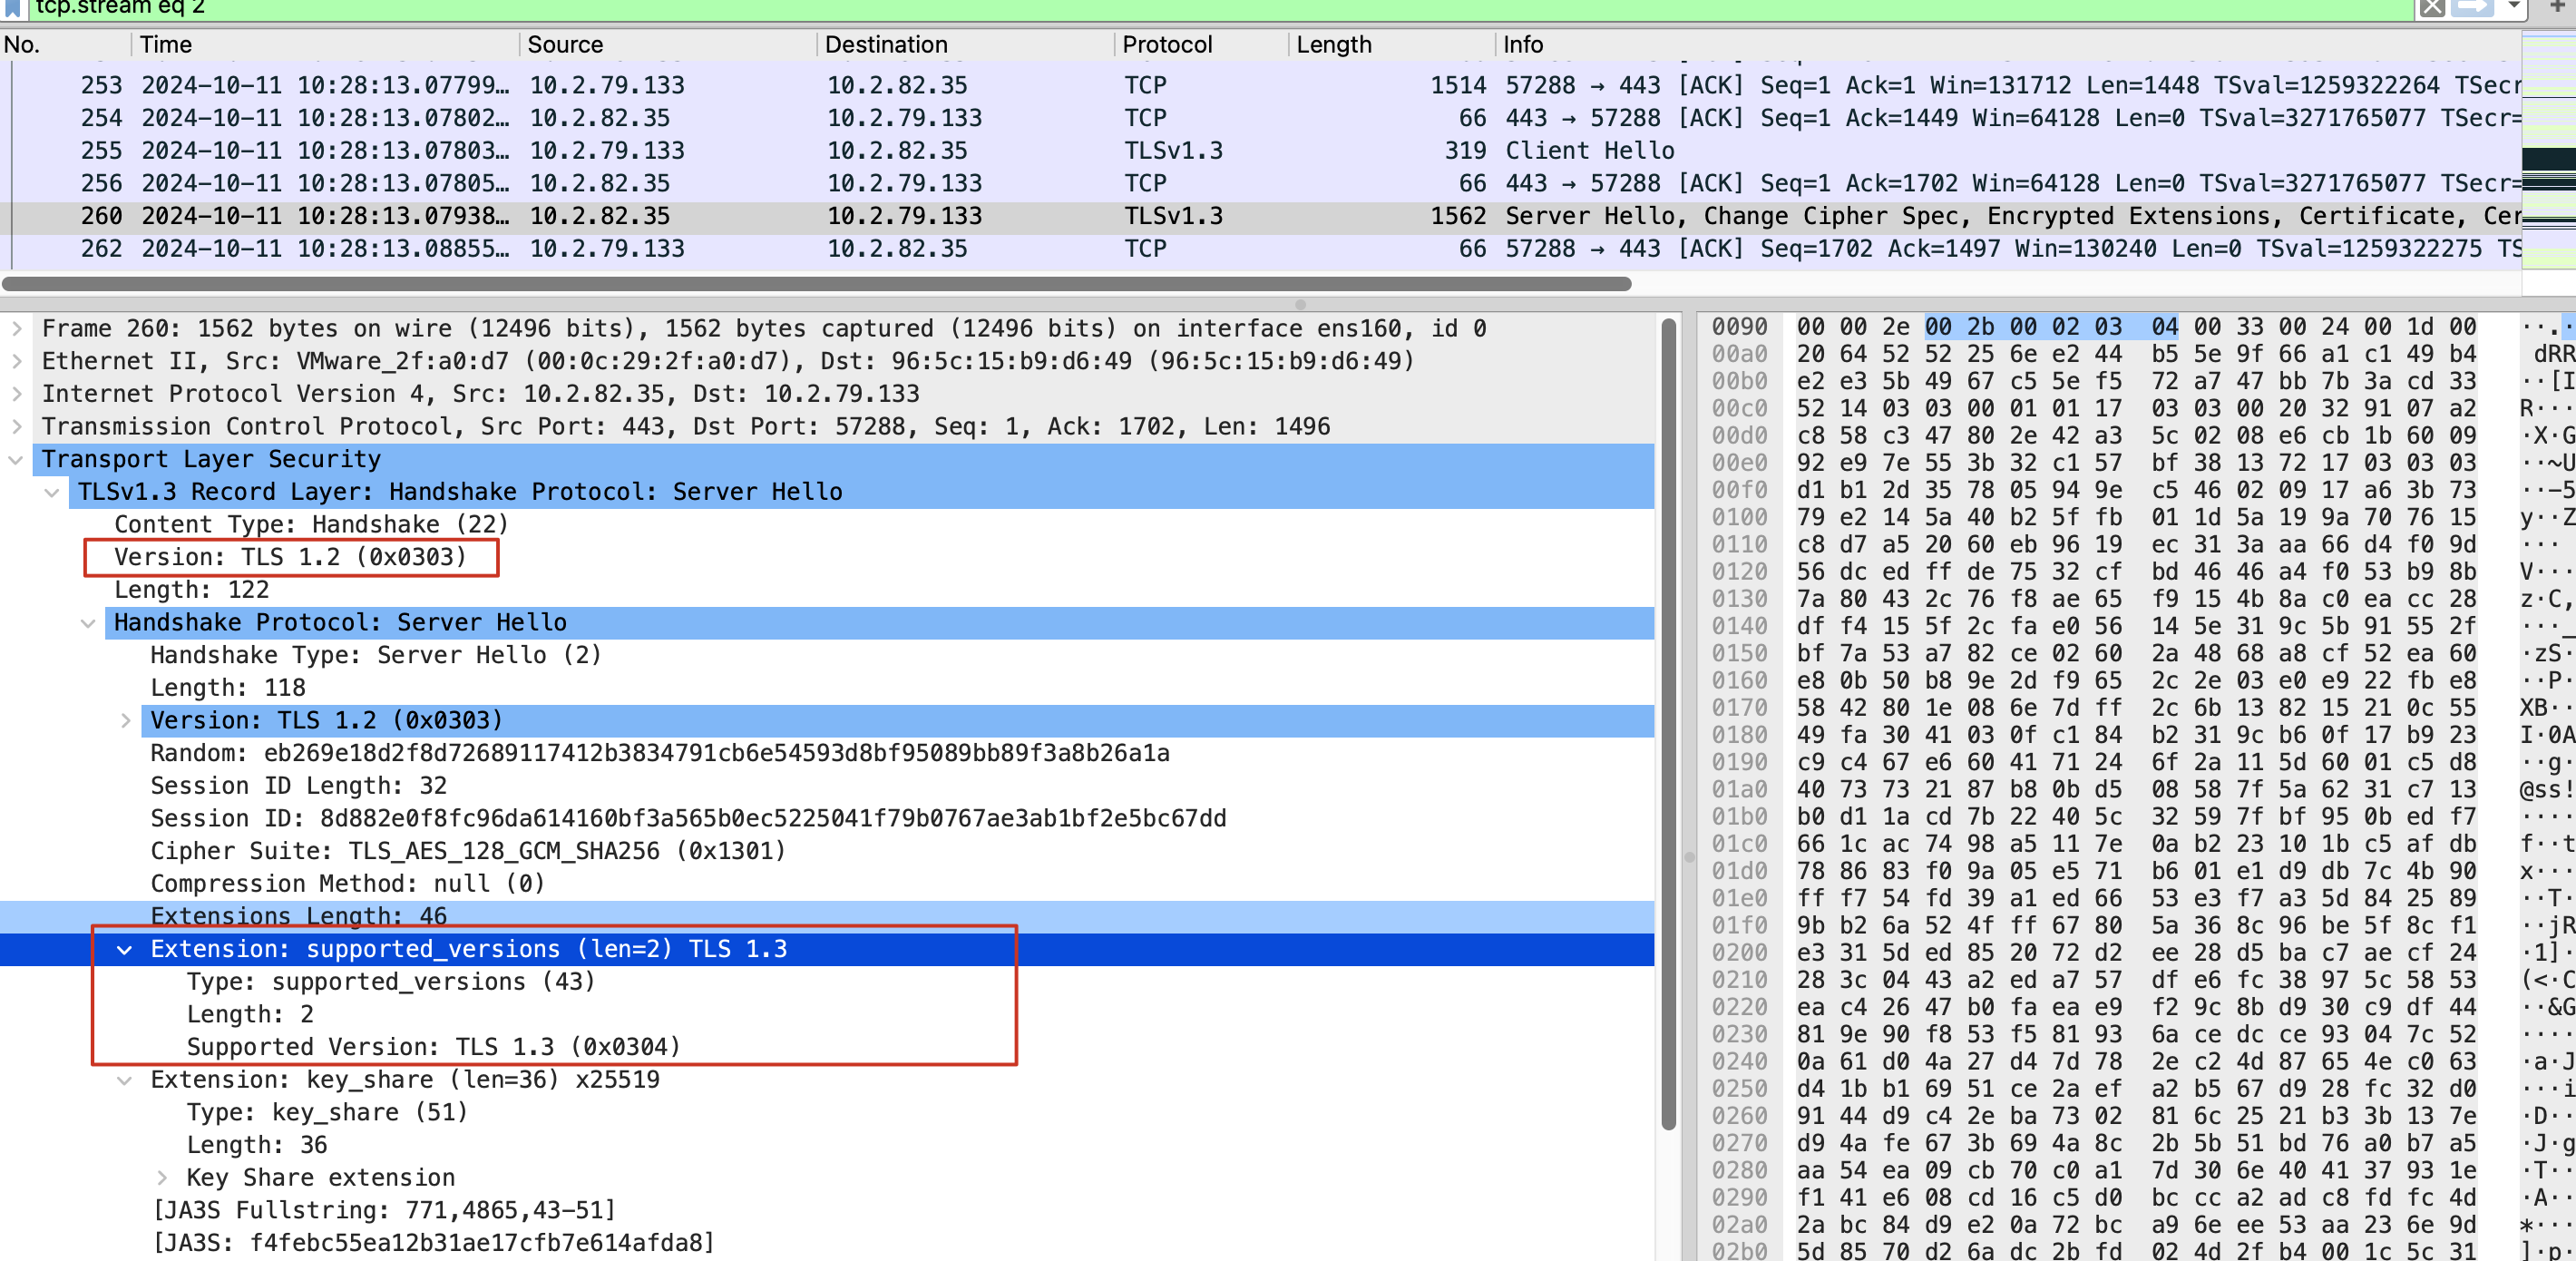 tcp.stream eq 2
No. Time Source Destination Protocol Length Info
253 2024-10-11 10:28:13.07799… 10.2.79.133 10.2.82.35 TCP 1514 57288 → 443 [ACK] Seq=1 Ack=1 Win=131712 Len=1448 TSval=1259322264 TSecr
254 2024-10-11 10:28:13.07802… 10.2.82.35 10.2.79.133 TCP 66 443 → 57288 [ACK] Seq=1 Ack=1449 Win=64128 Len=0 TSval=3271765077 TSecr=
255 2024-10-11 10:28:13.07803… 10.2.79.133 10.2.82.35 TLSv1.3 319 Client Hello
256 2024-10-11 10:28:13.07805… 10.2.82.35 10.2.79.133 TCP 66 443 → 57288 [ACK] Seq=1 Ack=1702 Win=64128 Len=0 TSval=3271765077 TSecr=
260 2024-10-11 10:28:13.07938… 10.2.82.35 10.2.79.133 TLSv1.3 1562 Server Hello, Change Cipher Spec, Encrypted Extensions, Certificate, Cer
262 2024-10-11 10:28:13.08855… 10.2.79.133 10.2.82.35 TCP 66 57288 → 443 [ACK] Seq=1702 Ack=1497 Win=130240 Len=0 TSval=1259322275 TS
Frame 260: 1562 bytes on wire (12496 bits), 1562 bytes captured (12496 bits) on interface ens160, id 0
Ethernet II, Src: VMware_2f:a0:d7 (00:0c:29:2f:a0:d7), Dst: 96:5c:15:b9:d6:49 (96:5c:15:b9:d6:49)
Internet Protocol Version 4, Src: 10.2.82.35, Dst: 10.2.79.133
Transmission Control Protocol, Src Port: 443, Dst Port: 57288, Seq: 1, Ack: 1702, Len: 1496
Transport Layer Security
TLSv1.3 Record Layer: Handshake Protocol: Server Hello
Content Type: Handshake (22)
Version: TLS 1.2 (0x0303)
Length: 122
Handshake Protocol: Server Hello
Handshake Type: Server Hello (2)
Length: 118
Version: TLS 1.2 (0x0303)
Random: eb269e18d2f8d72689117412b3834791cb6e54593d8bf95089bb89f3a8b26a1a
Session ID Length: 32
Session ID: 8d882e0f8fc96da614160bf3a565b0ec5225041f79b0767ae3ab1bf2e5bc67dd
Cipher Suite: TLS_AES_128_GCM_SHA256 (0x1301)
Compression Method: null (0)
Extensions Length: 46
Extension: supported_versions (len=2) TLS 1.3
Type: supported_versions (43)
Length: 2
Supported Version: TLS 1.3 (0x0304)
Extension: key_share (len=36) x25519
Type: key_share (51)
Length: 36
Key Share extension
[JA3S Fullstring: 771,4865,43-51]
[JA3S: f4febc55ea12b31ae17cfb7e614afda8]
0090 00 00 2e 00 2b 00 02 03 04 00 33 00 24 00 1d 00 ··.·
00a0 20 64 52 52 25 6e e2 44 b5 5e 9f 66 a1 c1 49 b4 dRR
00b0 e2 e3 5b 49 67 c5 5e f5 72 a7 47 bb 7b 3a cd 33 ··[I
00c0 52 14 03 03 00 01 01 17 03 03 00 20 32 91 07 a2 R···
00d0 c8 58 c3 47 80 2e 42 a3 5c 02 08 e6 cb 1b 60 09 ·X·G
00e0 92 e9 7e 55 3b 32 c1 57 bf 38 13 72 17 03 03 03 ··~U
00f0 d1 b1 2d 35 78 05 94 9e c5 46 02 09 17 a6 3b 73 ··-5
0100 79 e2 14 5a 40 b2 5f fb 01 1d 5a 19 9a 70 76 15 y··Z
0110 c8 d7 a5 20 60 eb 96 19 ec 31 3a aa 66 d4 f0 9d ···
0120 56 dc ed ff de 75 32 cf bd 46 46 a4 f0 53 b9 8b V···
0130 7a 80 43 2c 76 f8 ae 65 f9 15 4b 8a c0 ea cc 28 z·C,
0140 df f4 15 5f 2c fa e0 56 14 5e 31 9c 5b 91 55 2f ···_
0150 bf 7a 53 a7 82 ce 02 60 2a 48 68 a8 cf 52 ea 60 ·zS·
0160 e8 0b 50 b8 9e 2d f9 65 2c 2e 03 e0 e9 22 fb e8 ··P·
0170 58 42 80 1e 08 6e 7d ff 2c 6b 13 82 15 21 0c 55 XB··
0180 49 fa 30 41 03 0f c1 84 b2 31 9c b6 0f 17 b9 23 I·0A
0190 c9 c4 67 e6 60 41 71 24 6f 2a 11 5d 60 01 c5 d8 ··g·
01a0 40 73 73 21 87 b8 0b d5 08 58 7f 5a 62 31 c7 13 @ss!
01b0 b0 d1 1a cd 7b 22 40 5c 32 59 7f bf 95 0b ed f7 ····
01c0 66 1c ac 74 98 a5 11 7e 0a b2 23 10 1b c5 af db f··t
01d0 78 86 83 f0 9a 05 e5 71 b6 01 e1 d9 db 7c 4b 90 x···
01e0 ff f7 54 fd 39 a1 ed 66 53 e3 f7 a3 5d 84 25 89 ··T·
01f0 9b b2 6a 52 4f ff 67 80 5a 36 8c 96 be 5f 8c f1 ··jR
0200 e3 31 5d ed 85 20 72 d2 ee 28 d5 ba c7 ae cf 24 ·1]·
0210 28 3c 04 43 a2 ed a7 57 df e6 fc 38 97 5c 58 53 (<·C
0220 ea c4 26 47 b0 fa ea e9 f2 9c 8b d9 30 c9 df 44 ··&G
0230 81 9e 90 f8 53 f5 81 93 6a ce dc ce 93 04 7c 52 ····
0240 0a 61 d0 4a 27 d4 7d 78 2e c2 4d 87 65 4e c0 63 ·a·J
0250 d4 1b b1 69 51 ce 2a ef a2 b5 67 d9 28 fc 32 d0 ···i
0260 91 44 d9 c4 2e ba 73 02 81 6c 25 21 b3 3b 13 7e ·D··
0270 d9 4a fe 67 3b 69 4a 8c 2b 5b 51 bd 76 a0 b7 a5 ·J·g
0280 aa 54 ea 09 cb 70 c0 a1 7d 30 6e 40 41 37 93 1e ·T··
0290 f1 41 e6 08 cd 16 c5 d0 bc cc a2 ad c8 fd fc 4d ·A··
02a0 2a bc 84 d9 e2 0a 72 bc a9 6e ee 53 aa 23 6e 9d *···
02b0 5d 85 70 d2 6a dc 2b fd 02 4d 2f b4 00 1c 5c 31 ]·p·